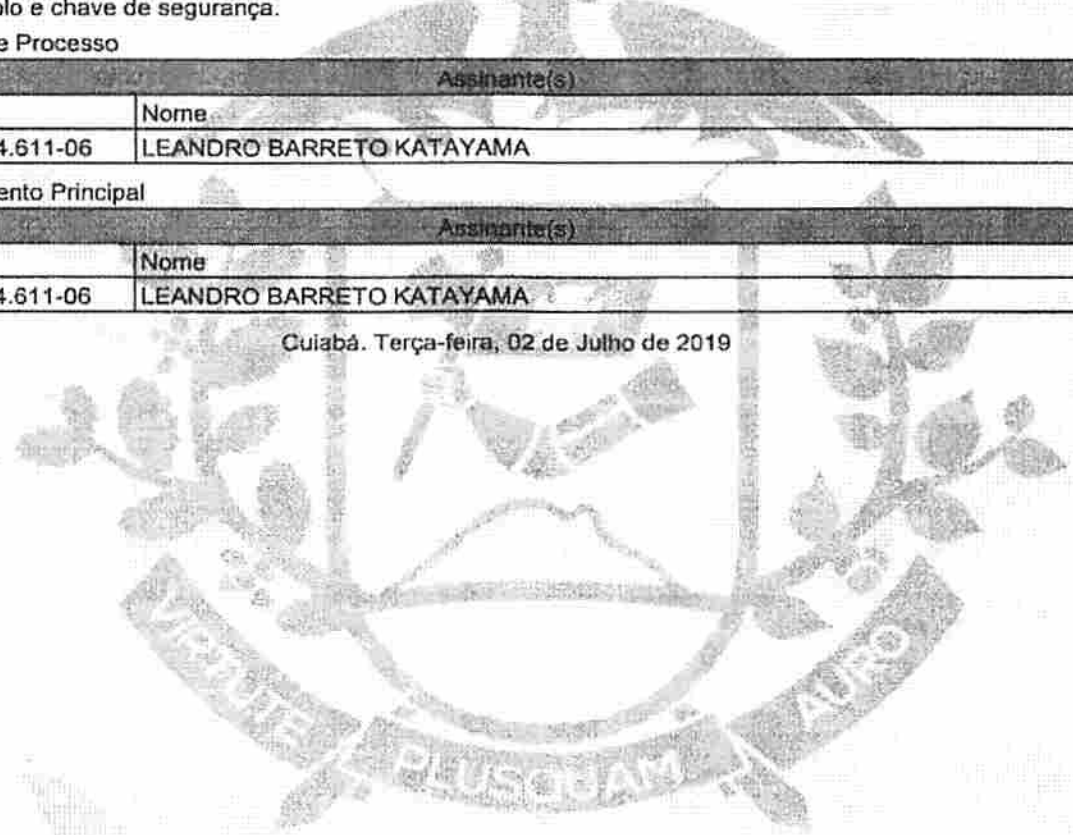 e chave de segurança.
e Processo
Assinante(s)
Nome
4.611-06 LEANDRO BARRETO KATAYAMA
ento Principal
Assinante(s)
Nome
4.611-06 LEANDRO BARRETO KATAYAMA
Cuiabá. Terça-feira, 02 de Julho de 2019
VIRTUTE PLUSQUAM AURO